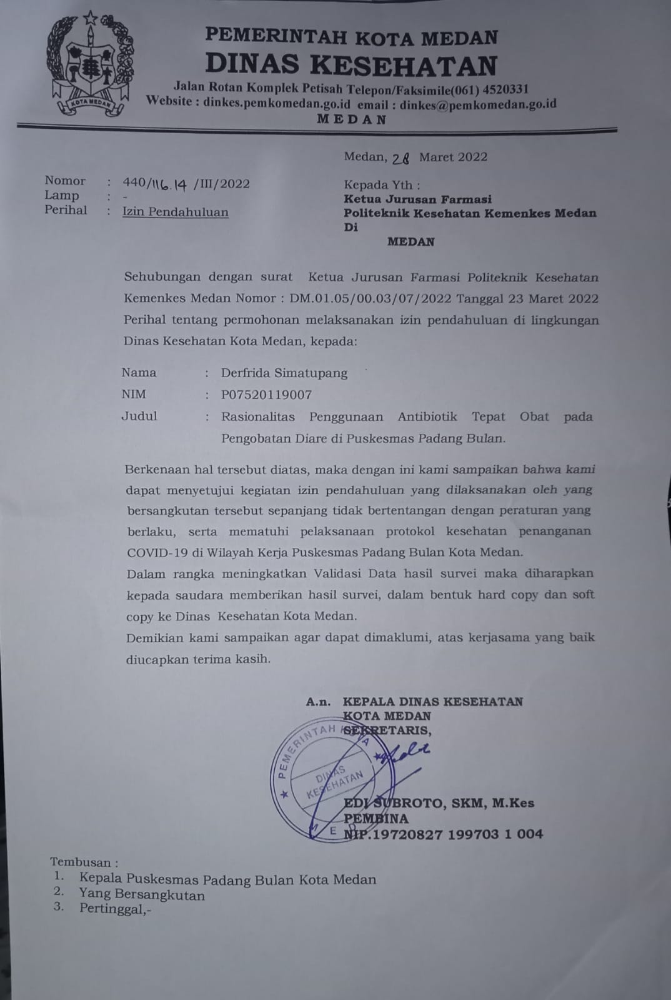 PEMERINTAH KOTA MEDAN
DINAS KESEHATAN
Jalan Rotan Komplek Petisah Telepon/Faksimile(061) 4520331
Website : dinkes.pemkomedan.go.id email : dinkes@pemkomedan.go.id
MEDAN
KOTA MEDAN
Medan, 28 Maret 2022
Nomor : 440/116.14 /III/2022
Lamp : -
Perihal : Izin Pendahuluan
Kepada Yth :
Ketua Jurusan Farmasi
Politeknik Kesehatan Kemenkes Medan
Di
MEDAN
Sehubungan dengan surat Ketua Jurusan Farmasi Politeknik Kesehatan
Kemenkes Medan Nomor : DM.01.05/00.03/07/2022 Tanggal 23 Maret 2022
Perihal tentang permohonan melaksanakan izin pendahuluan di lingkungan
Dinas Kesehatan Kota Medan, kepada:
Nama : Derfrida Simatupang
NIM : P07520119007
Judul : Rasionalitas Penggunaan Antibiotik Tepat Obat pada
Pengobatan Diare di Puskesmas Padang Bulan.
Berkenaan hal tersebut diatas, maka dengan ini kami sampaikan bahwa kami
dapat menyetujui kegiatan izin pendahuluan yang dilaksanakan oleh yang
bersangkutan tersebut sepanjang tidak bertentangan dengan peraturan yang
berlaku, serta mematuhi pelaksanaan protokol kesehatan penanganan
COVID-19 di Wilayah Kerja Puskesmas Padang Bulan Kota Medan.
Dalam rangka meningkatkan Validasi Data hasil survei maka diharapkan
kepada saudara memberikan hasil survei, dalam bentuk hard copy dan soft
copy ke Dinas Kesehatan Kota Medan.
Demikian kami sampaikan agar dapat dimaklumi, atas kerjasama yang baik
diucapkan terima kasih.
A.n. KEPALA DINAS KESEHATAN
KOTA MEDAN
SEKRETARIS,
PEMERINTAH KOTA
DINAS
KESEHATAN
EDI SUBROTO, SKM, M.Kes
PEMBINA
NIP.19720827 199703 1 004
Tembusan :
1. Kepala Puskesmas Padang Bulan Kota Medan
2. Yang Bersangkutan
3. Pertinggal,-